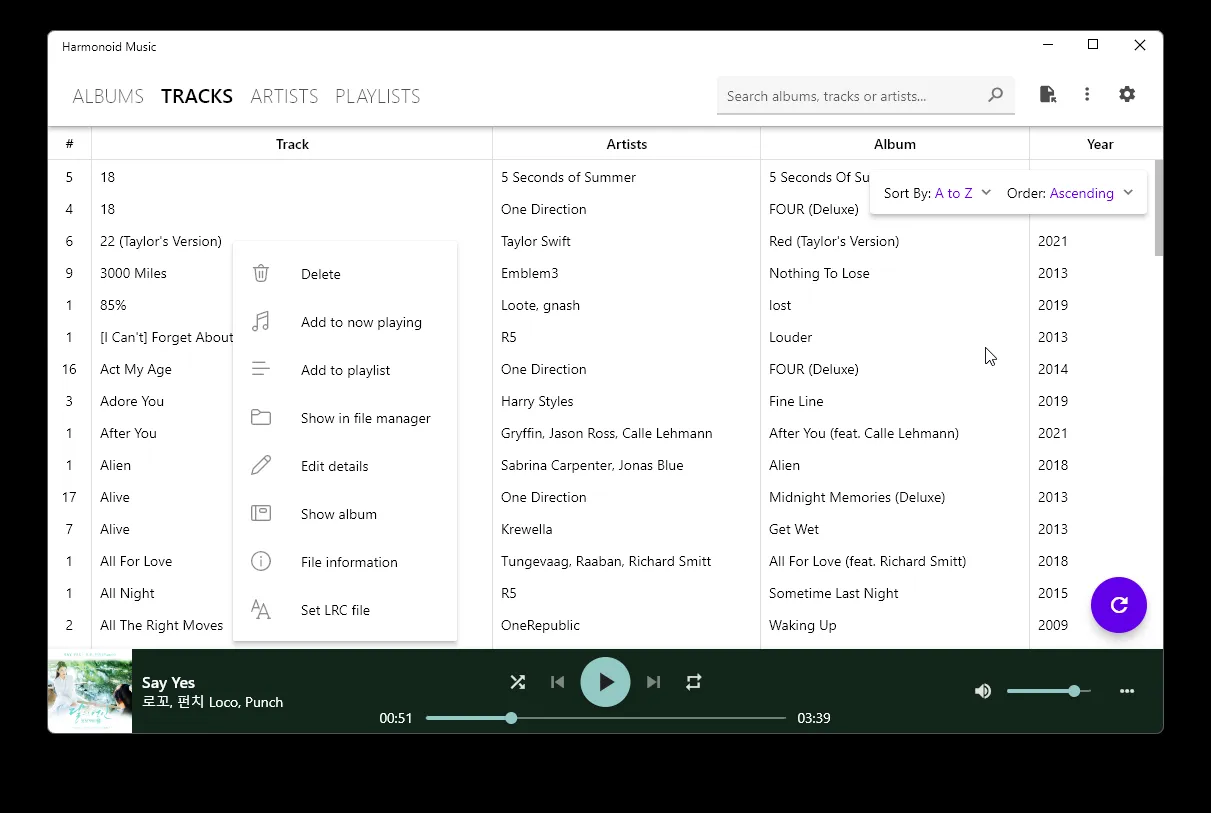 Harmonoid Music
ALBUMS TRACKS ARTISTS PLAYLISTS
Search albums, tracks or artists...
# Track Artists Album Year
Sort By: A to Z Order: Ascending
5 18 5 Seconds of Summer 5 Seconds Of Su
4 18 One Direction FOUR (Deluxe)
6 22 (Taylor's Version) Taylor Swift Red (Taylor's Version) 2021
9 3000 Miles Emblem3 Nothing To Lose 2013
1 85% Loote, gnash lost 2019
1 [I Can't] Forget About R5 Louder 2013
16 Act My Age One Direction FOUR (Deluxe) 2014
3 Adore You Harry Styles Fine Line 2019
1 After You Gryffin, Jason Ross, Calle Lehmann After You (feat. Calle Lehmann) 2021
1 Alien Sabrina Carpenter, Jonas Blue Alien 2018
17 Alive One Direction Midnight Memories (Deluxe) 2013
7 Alive Krewella Get Wet 2013
1 All For Love Tungevaag, Raaban, Richard Smitt All For Love (feat. Richard Smitt) 2018
1 All Night R5 Sometime Last Night 2015
2 All The Right Moves OneRepublic Waking Up 2009
Delete
Add to now playing
Add to playlist
Show in file manager
Edit details
Show album
File information
Set LRC file
Say Yes
로꼬, 펀치 Loco, Punch
00:51 03:39